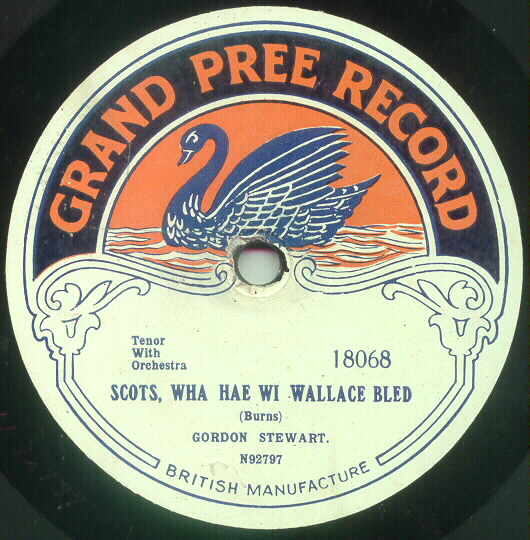 GRAND PREE RECORD
Tenor
With
Orchestra
18068
SCOTS, WHA HAE WI WALLACE BLED
(Burns)
GORDON STEWART.
N92797
BRITISH MANUFACTURE